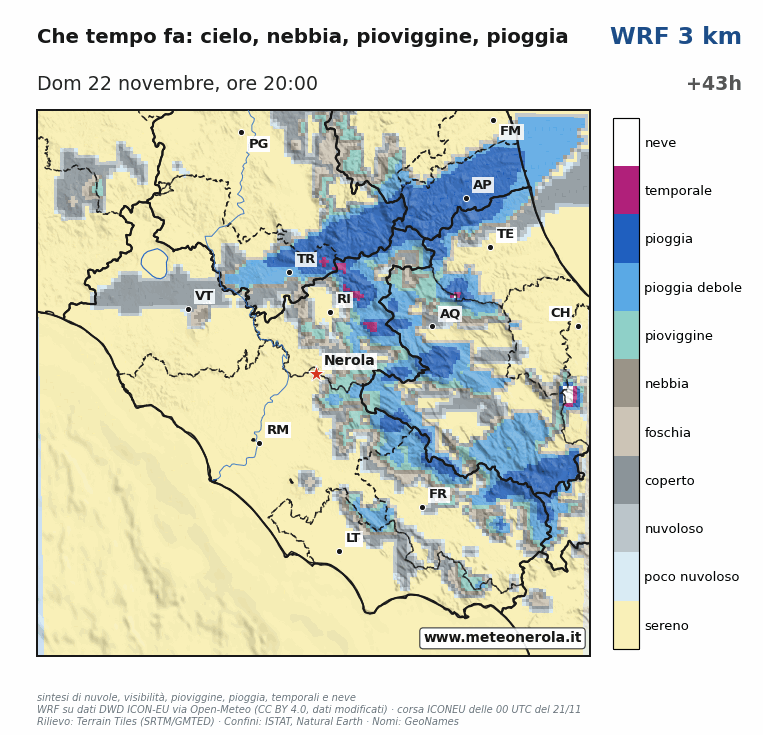 Che tempo fa: cielo, nebbia, pioviggine, pioggia
WRF 3 km
Dom 22 novembre, ore 20:00
+43h
FM
PG
AP
TE
TR
VT
RI
AQ
CH
Nerola
RM
FR
LT
www.meteonerola.it
neve
temporale
pioggia
pioggia debole
pioviggine
nebbia
foschia
coperto
nuvoloso
poco nuvoloso
sereno
sintesi di nuvole, visibilità, pioviggine, pioggia, temporali e neve
WRF su dati DWD ICON-EU via Open-Meteo (CC BY 4.0, dati modificati) · corsa ICONEU delle 00 UTC del 21/11
Rilievo: Terrain Tiles (SRTM/GMTED) · Confini: ISTAT, Natural Earth · Nomi: GeoNames